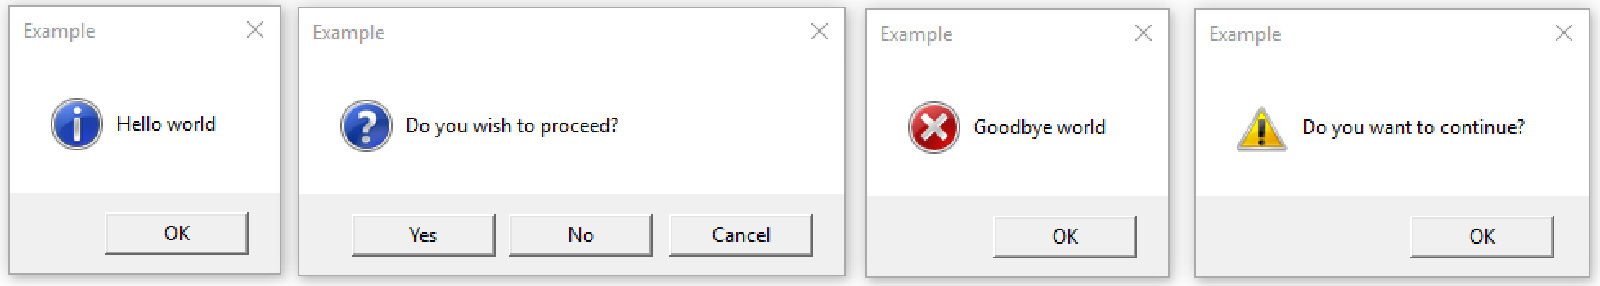 Example
Hello world
OK
Example
Do you wish to proceed?
Yes No Cancel
Example
Goodbye world
OK
Example
Do you want to continue?
OK